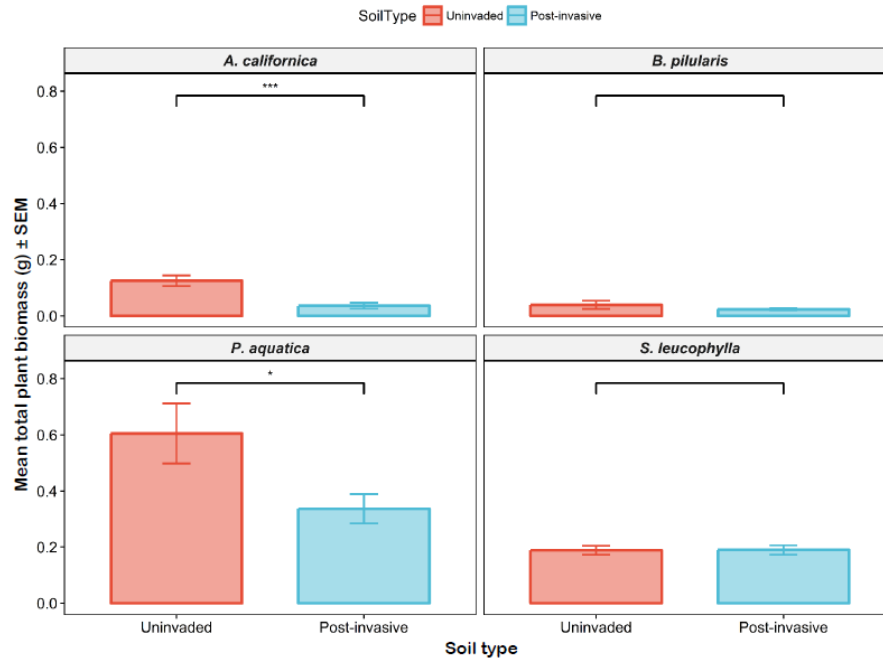 SoilType Uninvaded Post-invasive
A. californica
B. pilularis
0.8
0.6
0.4
0.2
0.0
***
P. aquatica
S. leucophylla
0.8
0.6
0.4
0.2
0.0
*
Mean total plant biomass (g) ± SEM
Uninvaded Post-invasive
Uninvaded Post-invasive
Soil type